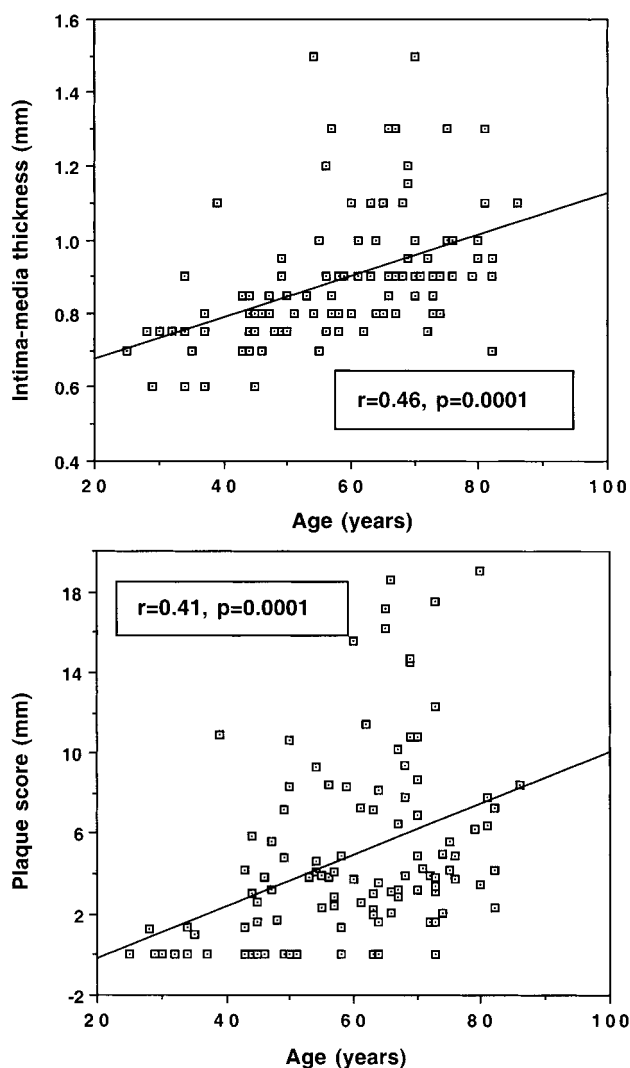 1.6
1.4
1.2
1.0
0.8
0.6
0.4
Intima-media thickness (mm)
r=0.46, p=0.0001
20 40 60 80 100
Age (years)
18
14
10
6
2
-2
Plaque score (mm)
r=0.41, p=0.0001
20 40 60 80 100
Age (years)